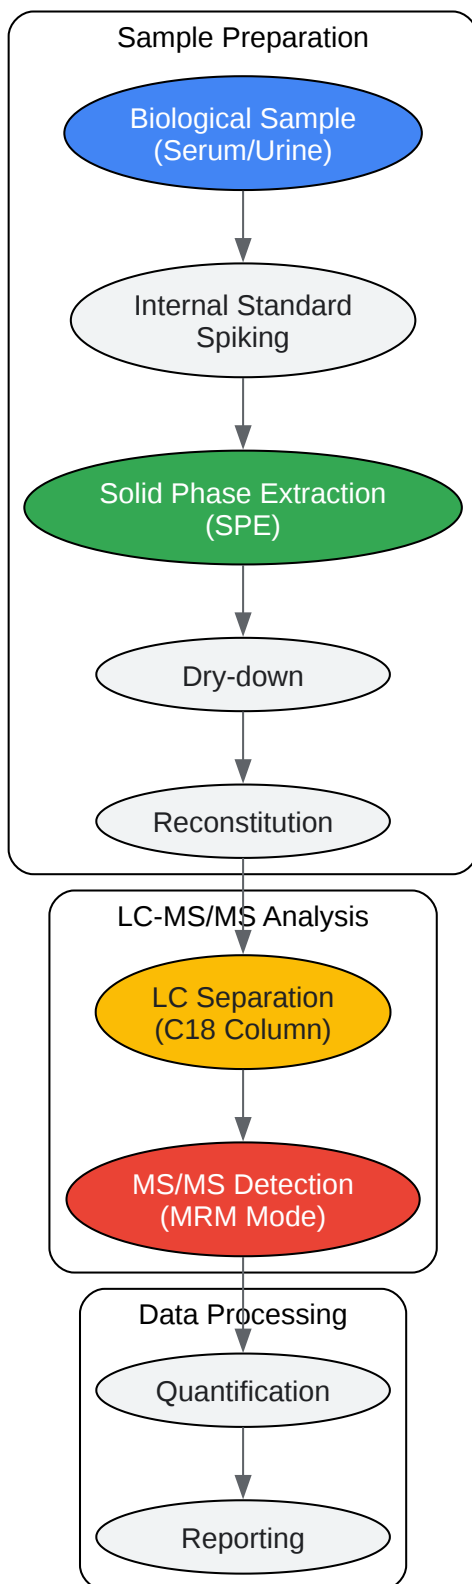 Sample Preparation
Biological Sample
(Serum/Urine)
Internal Standard
Spiking
Solid Phase Extraction
(SPE)
Dry-down
Reconstitution
LC-MS/MS Analysis
LC Separation
(C18 Column)
MS/MS Detection
(MRM Mode)
Data Processing
Quantification
Reporting